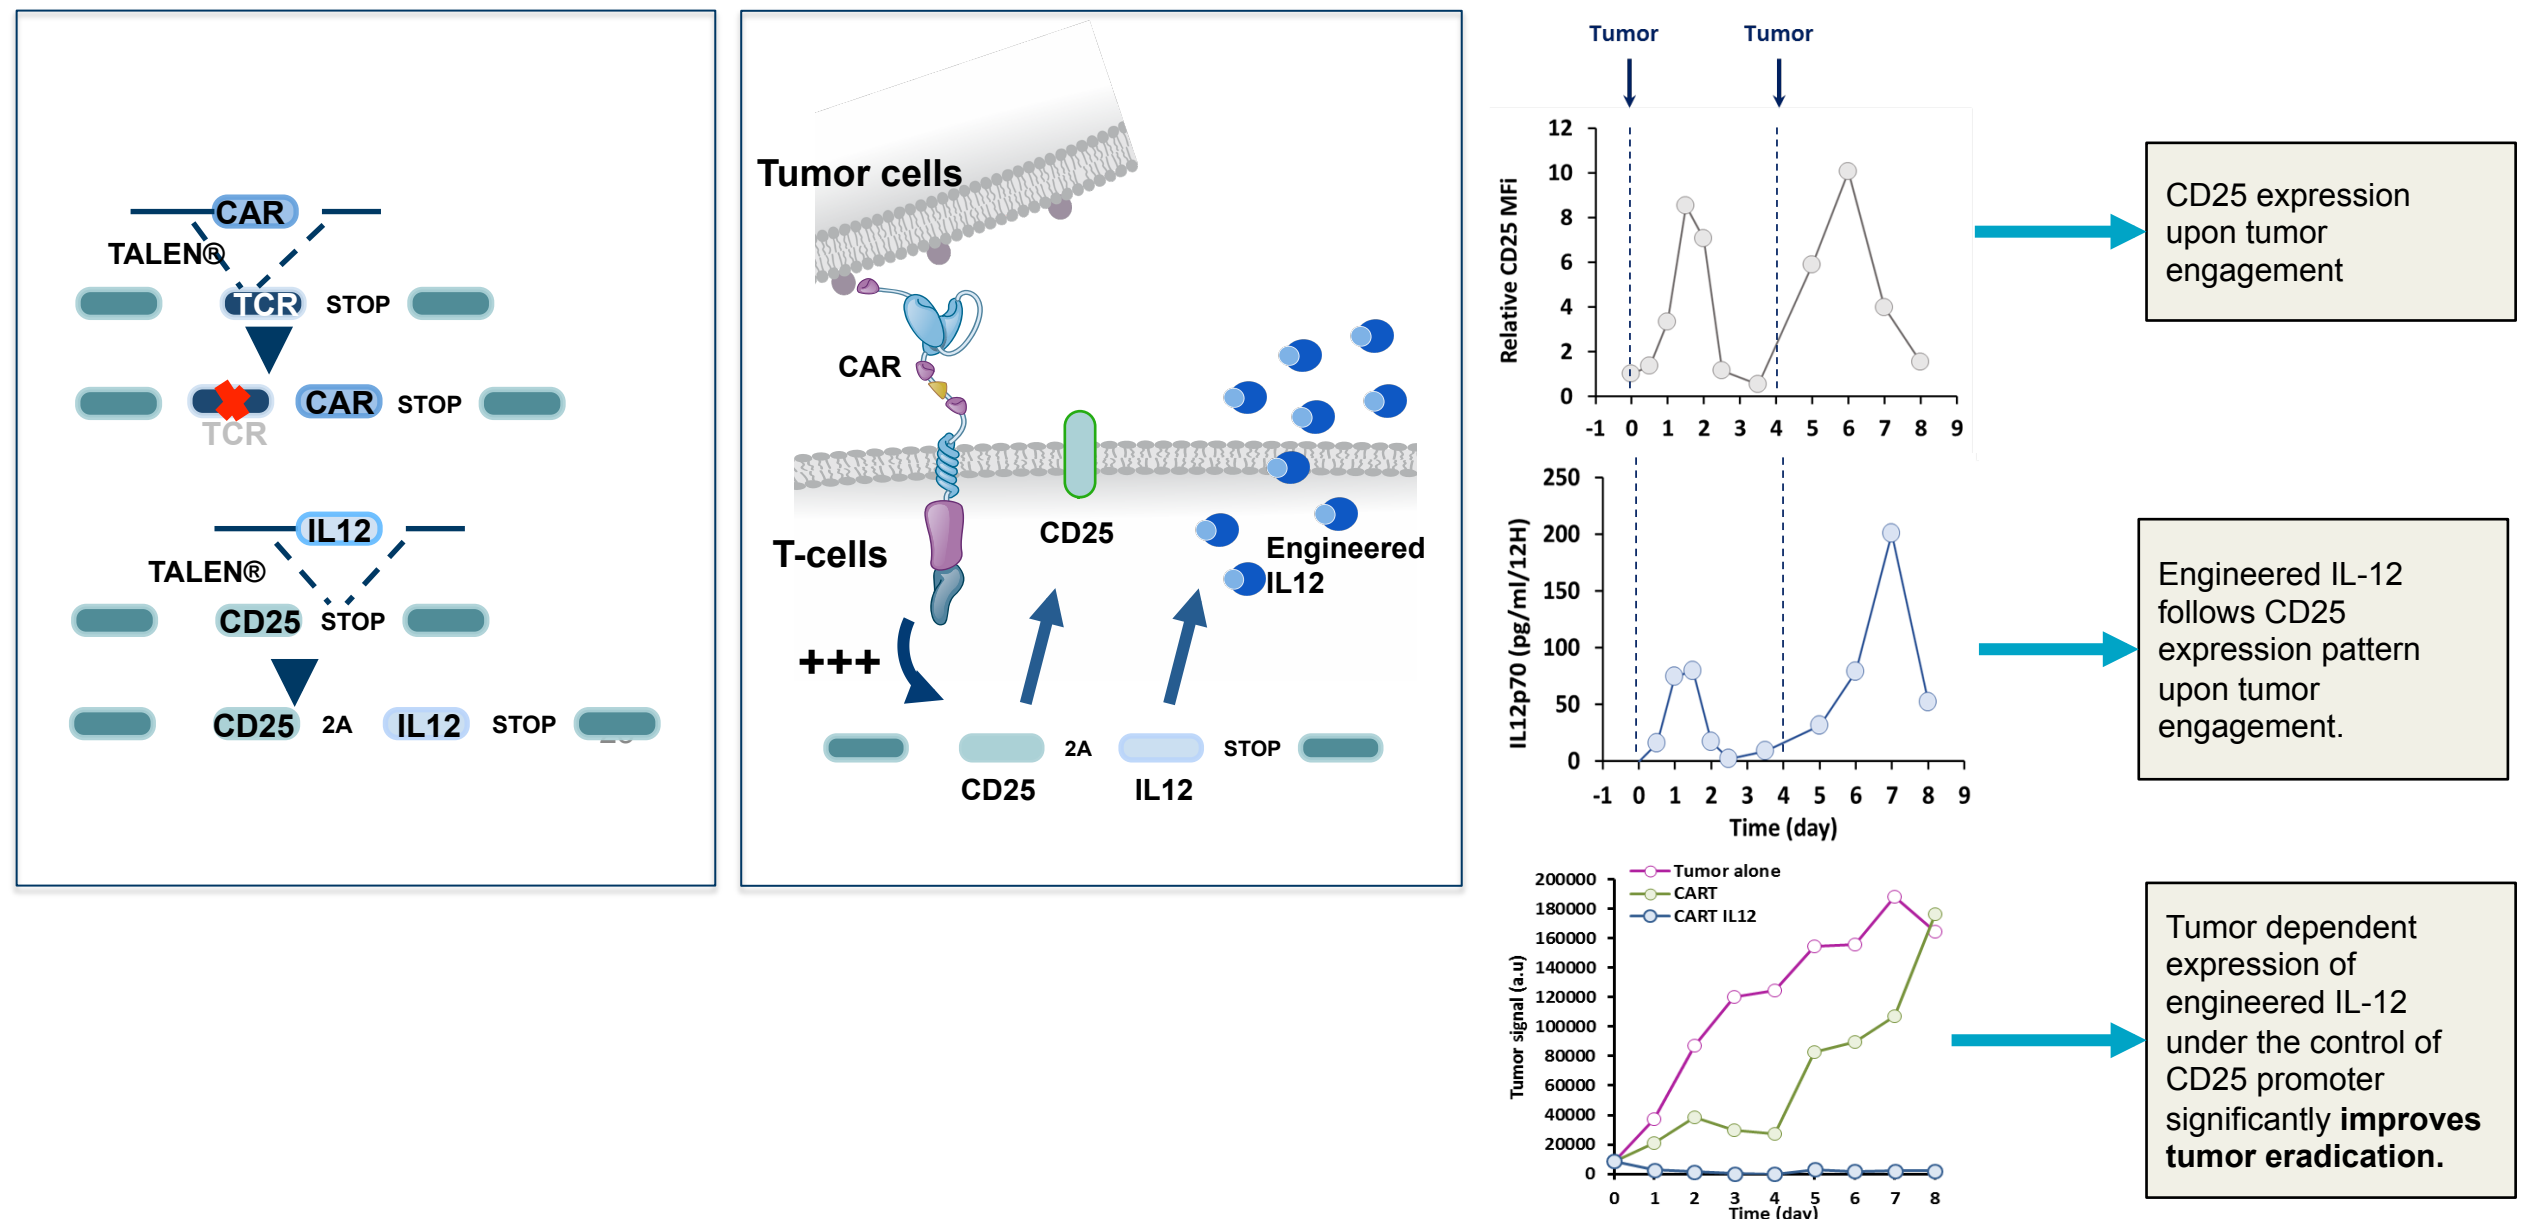 CAR
TALEN®
TCR STOP
CAR STOP
TCR
IL12
TALEN®
CD25 STOP
CD25 2A IL12 STOP
Tumor cells
CAR
CD25
T-cells
Engineered
IL12
+++
2A STOP
CD25 IL12
Tumor Tumor
Relative CD25 MFi
12
10
8
6
4
2
0
-1 0 1 2 3 4 5 6 7 8 9
CD25 expression
upon tumor
engagement
IL12p70 (pg/ml/12H)
250
200
150
100
50
0
-1 0 1 2 3 4 5 6 7 8 9
Time (day)
Engineered IL-12
follows CD25
expression pattern
upon tumor
engagement.
Tumor alone
CART
CART IL12
Tumor signal (a.u)
200000
180000
160000
140000
120000
100000
80000
60000
40000
20000
0
0 1 2 3 4 5 6 7 8
Time (day)
Tumor dependent
expression of
engineered IL-12
under the control of
CD25 promoter
significantly improves
tumor eradication.